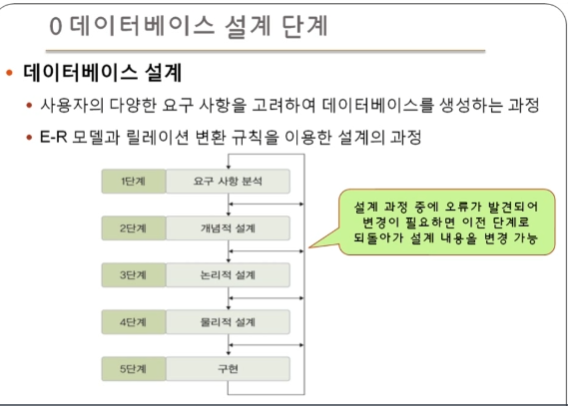 0 데이터베이스 설계 단계
• 데이터베이스 설계
• 사용자의 다양한 요구 사항을 고려하여 데이터베이스를 생성하는 과정
• E-R 모델과 릴레이션 변환 규칙을 이용한 설계의 과정
1단계 요구 사항 분석
2단계 개념적 설계
3단계 논리적 설계
4단계 물리적 설계
5단계 구현
설계 과정 중에 오류가 발견되어
변경이 필요하면 이전 단계로
되돌아가 설계 내용을 변경 가능